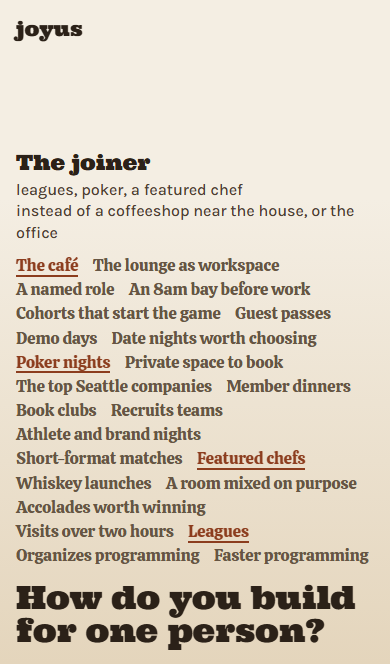 joyus
The joiner
leagues, poker, a featured chef
instead of a coffeeshop near the house, or the
office
The café The lounge as workspace
A named role An 8am bay before work
Cohorts that start the game Guest passes
Demo days Date nights worth choosing
Poker nights Private space to book
The top Seattle companies Member dinners
Book clubs Recruits teams
Athlete and brand nights
Short-format matches Featured chefs
Whiskey launches A room mixed on purpose
Accolades worth winning
Visits over two hours Leagues
Organizes programming Faster programming
How do you build
for one person?